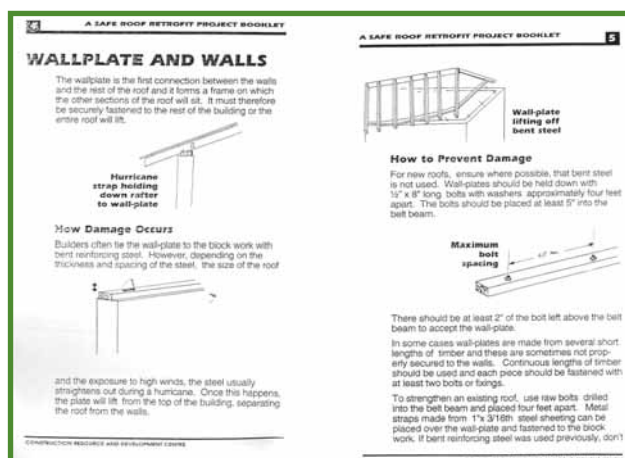 4
A SAFE ROOF RETROFIT PROJECT BOOKLET
WALLPLATE AND WALLS
The wallplate is the first connection between the walls
and the rest of the roof and it forms a frame on which
the other sections of the roof will sit. It must therefore
be securely fastened to the rest of the building or the
entire roof will lift.
Hurricane
strap holding
down rafter
to wall-plate
How Damage Occurs
Builders often tie the wall-plate to the block work with
bent reinforcing steel. However, depending on the
thickness and spacing of the steel, the size of the roof
and the exposure to high winds, the steel usually
straightens out during a hurricane. Once this happens,
the plate will lift from the top of the building, separating
the roof from the walls.
CONSTRUCTION RESOURCE AND DEVELOPMENT CENTRE
A SAFE ROOF RETROFIT PROJECT BOOKLET
5
Wall-plate
lifting off
bent steel
How to Prevent Damage
For new roofs, ensure where possible, that bent steel
is not used. Wall-plates should be held down with
½" x 8" long bolts with washers approximately four feet
apart. The bolts should be placed at least 5" into the
belt beam.
Maximum
bolt
spacing
There should be at least 2" of the bolt left above the belt
beam to accept the wall-plate.
In some cases wall-plates are made from several short
lengths of timber and these are sometimes not prop-
erly secured to the walls. Continuous lengths of timber
should be used and each piece should be fastened with
at least two bolts or fixings.
To strengthen an existing roof, use raw bolts drilled
into the belt beam and placed four feet apart. Metal
straps made from 1"x 3/16th steel sheeting can be
placed over the wall-plate and fastened to the block
work. If bent reinforcing steel was used previously, don't